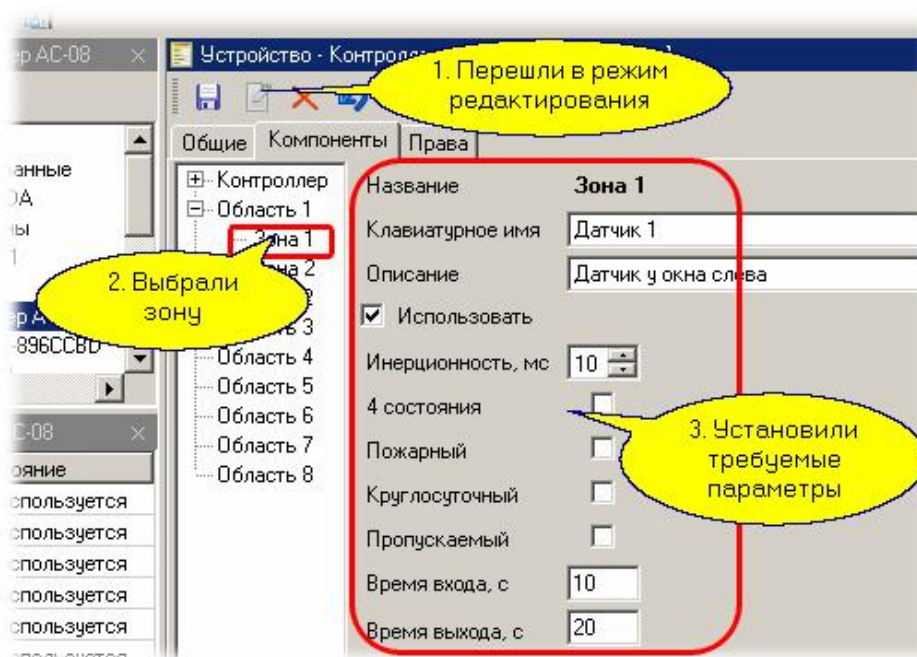 ер АС-08
Устройство - Контролле
1. Перешли в режим
редактирования
Общие Компоненты Права
анные
ДА
Контроллер
Область 1
Зона 1
Название Зона 1
Клавиатурное имя Датчик 1
Описание Датчик у окна слева
2. Выбрали
зону
Использовать
-896CCBD
Область 4
Область 5
Область 6
Область 7
Область 8
Инерционность, мс 10
4 состояния
Пожарный
Круглосуточный
Пропускаемый
Время входа, с 10
Время выхода, с 20
3. Установили
требуемые
параметры
С-08
ояние
спользуется
спользуется
спользуется
спользуется
спользуется